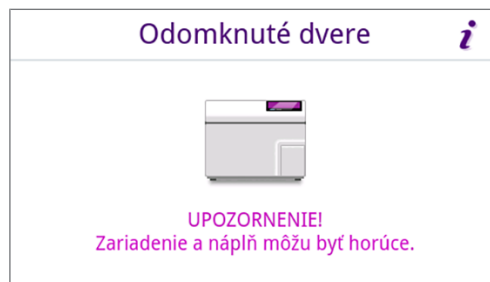 Odomknuté dvere
i
UPOZORNENIE!
Zariadenie a náplň môžu byť horúce.